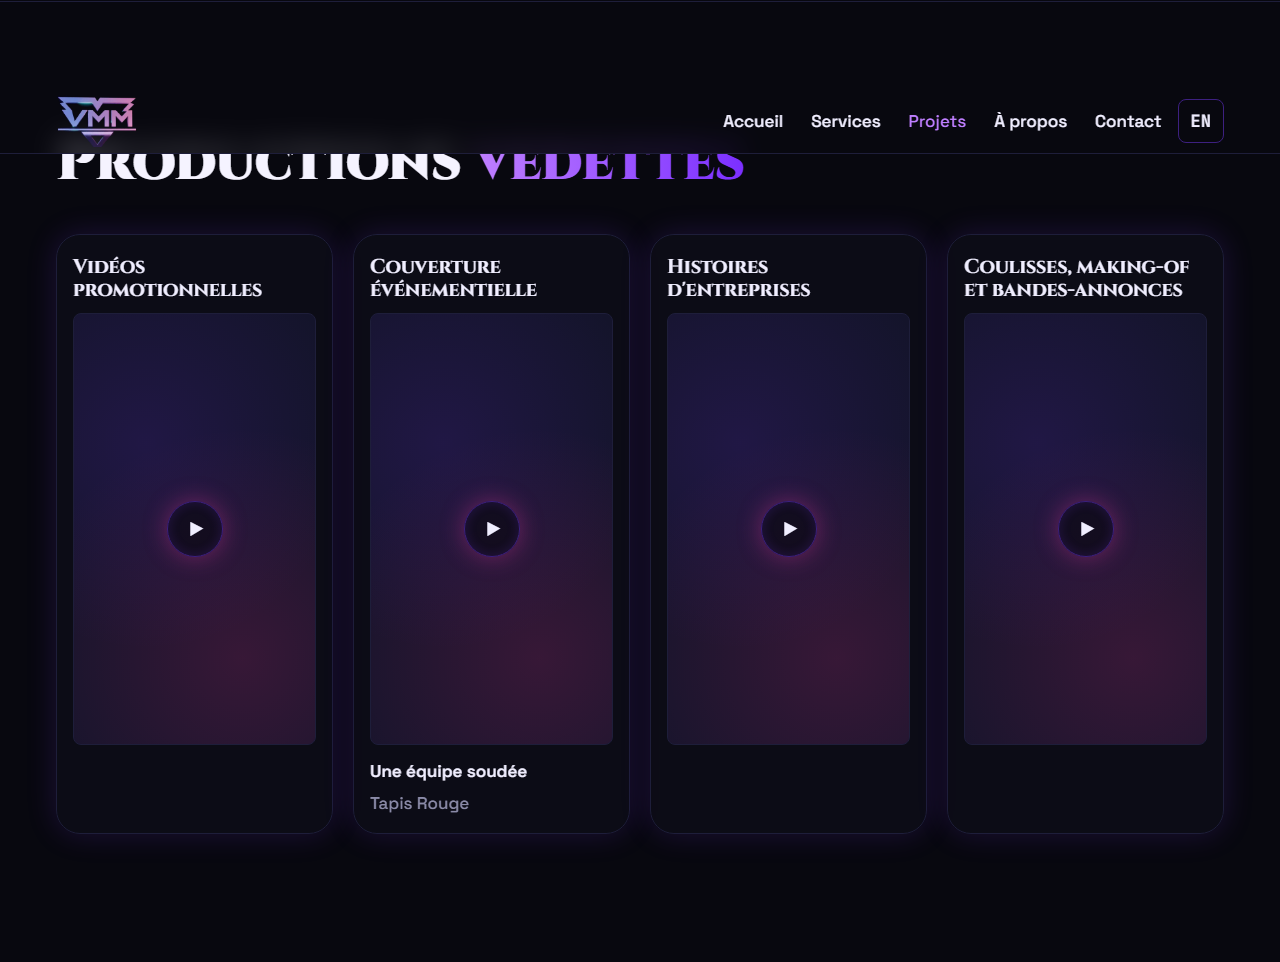 VMM
Accueil Services Projets À propos Contact EN
Productions vedettes
Vidéos
promotionnelles
Couverture
événementielle
Histoires
d'entreprises
Coulisses, making-of
et bandes-annonces
Une équipe soudée
Tapis Rouge